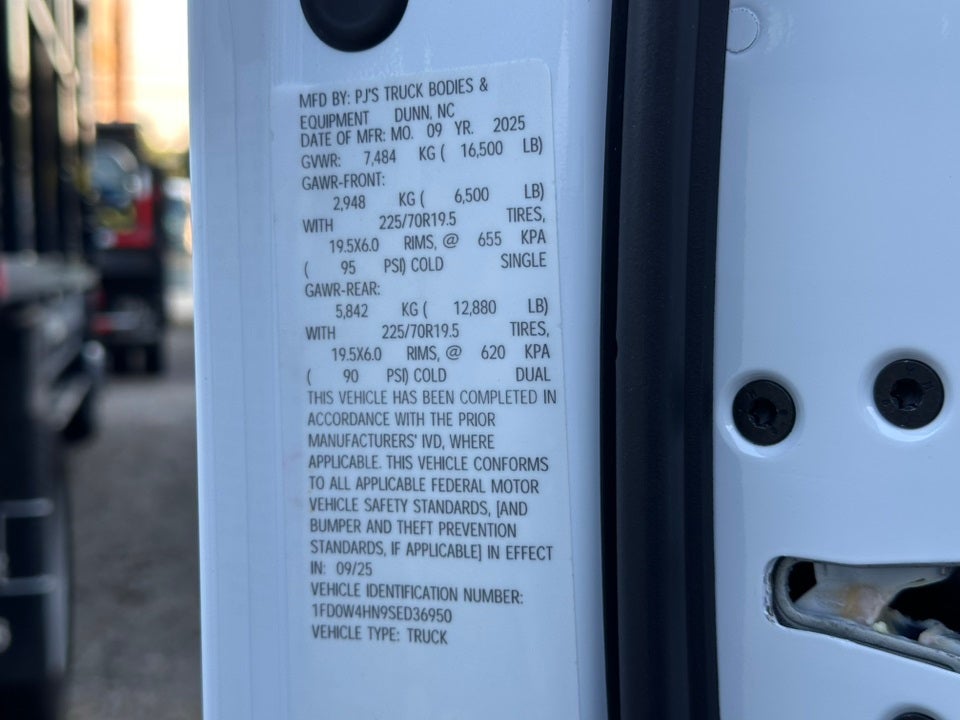 MFD BY: PJ'S TRUCK BODIES &
EQUIPMENT DUNN, NC
DATE OF MFR: MO. 09 YR. 2025
GVWR: 7,484 KG ( 16,500 LB)
GAWR-FRONT:
2,948 KG ( 6,500 LB)
WITH 225/70R19.5 TIRES,
19.5X6.0 RIMS, @ 655 KPA
( 95 PSI) COLD SINGLE
GAWR-REAR:
5,842 KG ( 12,880 LB)
WITH 225/70R19.5 TIRES,
19.5X6.0 RIMS, @ 620 KPA
( 90 PSI) COLD DUAL
THIS VEHICLE HAS BEEN COMPLETED IN
ACCORDANCE WITH THE PRIOR
MANUFACTURERS' IVD, WHERE
APPLICABLE. THIS VEHICLE CONFORMS
TO ALL APPLICABLE FEDERAL MOTOR
VEHICLE SAFETY STANDARDS, [AND
BUMPER AND THEFT PREVENTION
STANDARDS, IF APPLICABLE] IN EFFECT
IN: 09/25
VEHICLE IDENTIFICATION NUMBER:
1FD0W4HN9SED36950
VEHICLE TYPE: TRUCK